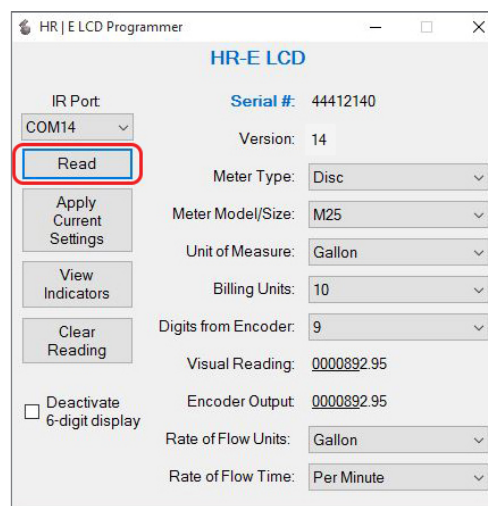 HR | E LCD Programmer
HR-E LCD
IR Port
COM14
Read
Apply
Current
Settings
View
Indicators
Clear
Reading
Deactivate
6-digit display
Serial #: 44412140
Version: 14
Meter Type: Disc
Meter Model/Size: M25
Unit of Measure: Gallon
Billing Units: 10
Digits from Encoder: 9
Visual Reading: 0000892.95
Encoder Output: 0000892.95
Rate of Flow Units: Gallon
Rate of Flow Time: Per Minute